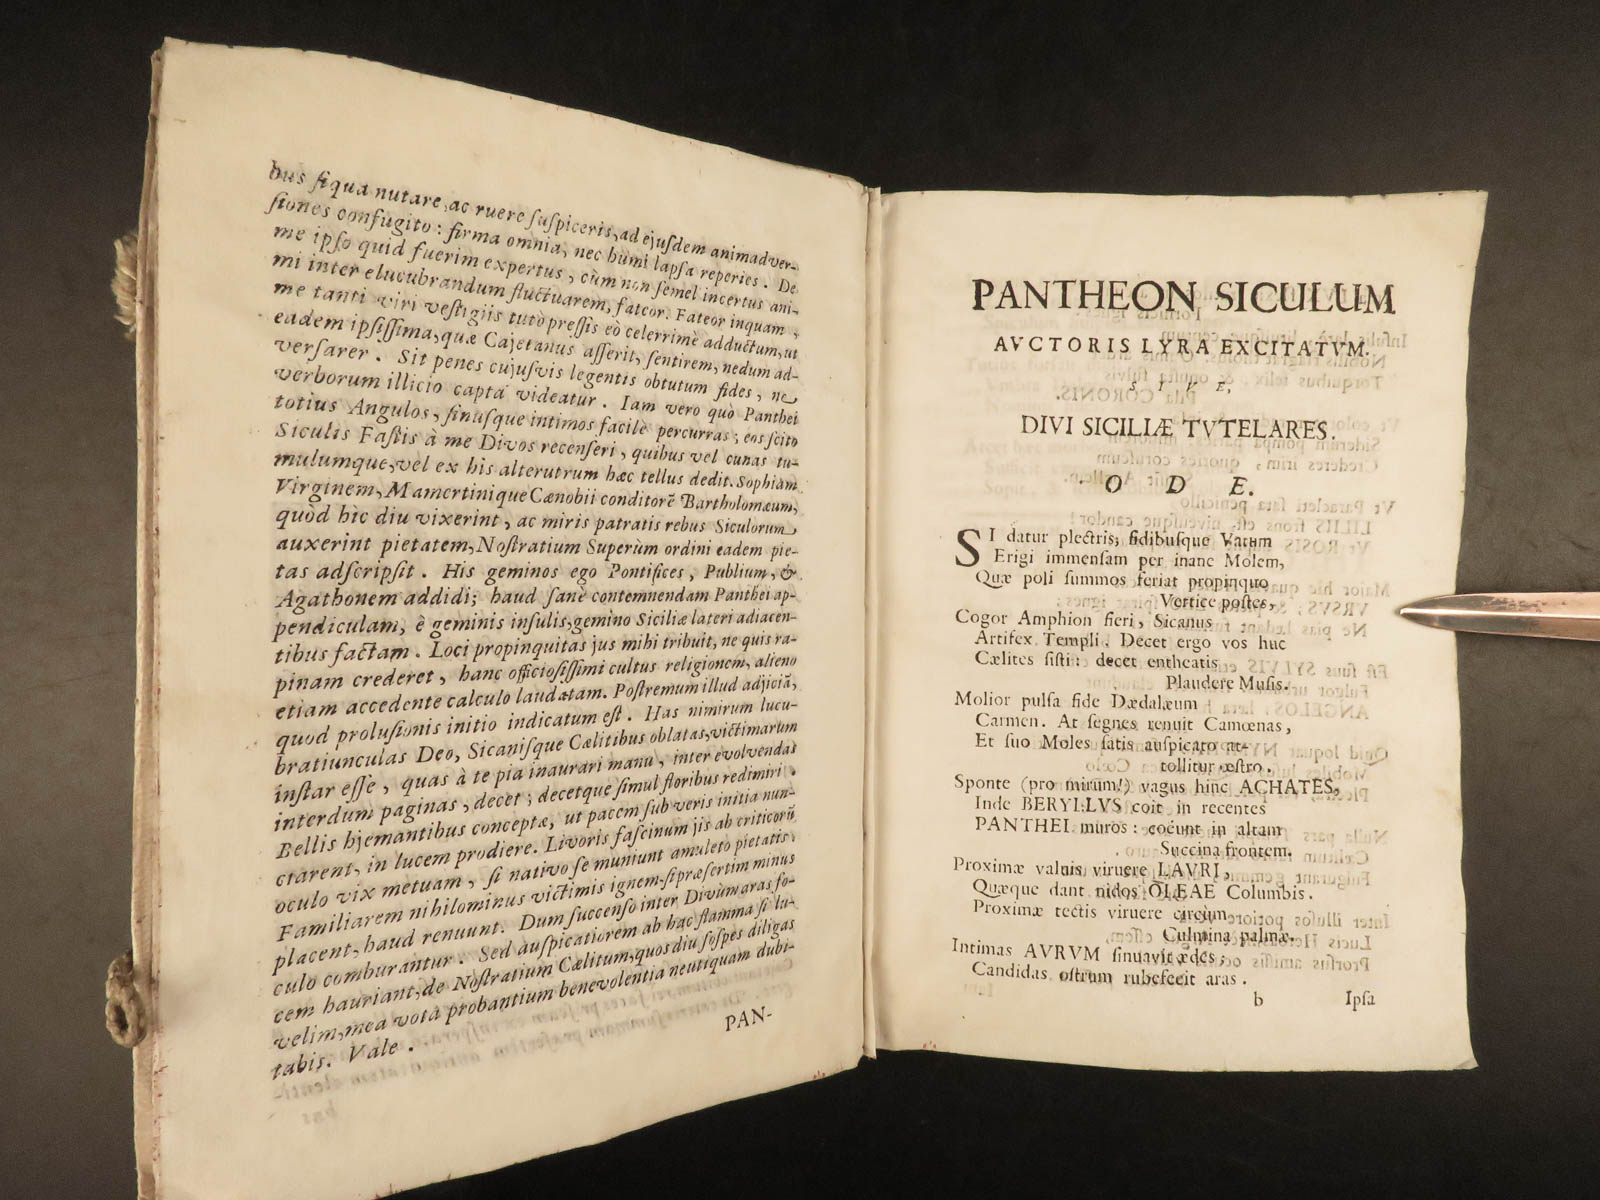 bus ſiqua nutare, ac ruere ſuſpiceris, ad ejuſdem animadver-
ſiones confugito: firma omnia, nec humi lapſa reperies. De
me ipſo quid fuerim expertus, cùm non ſemel incertus ani-
mi inter elucubrandum fluctuarem, fateor. Fateor inquam,
me tanti viri veſtigiis tutò preſſis eò celerrimè adductum, ut
eadem ipſiſſima, quæ Cajetanus aſſerit, ſentirem, nedum ad-
verſarer. Sit penes cujuſvis legentis obtutum fides, ne
verborum illicio capta videatur. Iam vero quò Panthei
totius Angulos, ſinuſque intimos facilè percurras; eos ſcito
Siculis Faſtis à me Divos recenſeri, quibus vel cunas tu-
mulumque, vel ex his alterutrum hæc tellus dedit. Sophiam
Virginem, Mamertinique Cœnobii conditorē Bartholomæum,
quòd hìc diu vixerint, ac miris patratis rebus Siculorum
auxerint pietatem, Noſtratium Superùm ordini eadem pie-
tas adſcripſit. His geminos ego Pontifices, Publium, &
Agathonem addidi; haud ſanè contemnendam Panthei ap-
pendiculam, è geminis inſulis, gemino Siciliæ lateri adiacen-
tibus factam. Loci propinquitas jus mihi tribuit, ne quis ra-
pinam crederet, hanc officioſiſſimi cultus religionem, alieno
etiam accedente calculo laudatam. Poſtremum illud adjiciā,
quod proluſionis initio indicatum eſt. Has nimirum lucu-
bratiunculas Deo, Sicaniſque Cælitibus oblatas, victimarum
inſtar eſſe, quas à te pia inaurari manu, inter evolvendas
interdum paginas, decet; decetque ſimul floribus redimiri.
Bellis hjemantibus conceptæ, ut pacem ſub veris initia nun-
ctarent, in lucem prodiere. Livoris faſcinum jis ab criticorū
oculo vix metuam, ſi nativo ſe muniunt amuleto pietatis.
Familiarem nihilominus victimis ignem, ſi præſertim minus
placent, haud renuunt. Dum ſuccenſo inter Divùm aras fo-
culo comburantur. Sed auſpicatiorem ab hac flamma ſi lu-
cem hauriant, de Noſtratium Cælitum, quos diu ſoſpes diligas
velim, mea vota probantium benevolentia neutiquam dubi-
tabis. Vale.
PAN-
PANTHEON SICULUM
AVCTORIS LYRA EXCITATVM.
SIVE,
DIVI SICILIÆ TVTELARES.
ODE.
SI datur plectris, fidibuſque Vatum
Erigi immenſam per inane Molem,
Quæ poli ſummos feriat propinquo
Vertice poſtes,
Cogor Amphion fieri, Sicanus
Artifex Templi. Decet ergo vos huc
Cælites ſiſti: decet entheatis
Plaudere Muſis.
Molior pulſa fide Dædalæum
Carmen. At ſegnes renuit Camœnas,
Et ſuo Moles ſatis auſpicato at-
tollitur œſtro.
Sponte (pro mirum!) vagus hinc ACHATES,
Inde BERYLLVS coit in recentes
PANTHEI muros: coëunt in altam
Succina frontem.
Proximæ valvis viruere LAVRI,
Quæque dant nidos OLEAE Columbis.
Proximæ tectis viruere circum
Culmina palmæ.
Intimas AVRVM ſinuavit ædes;
Candidas oſtrum rubefecit aras.
b Ipſa